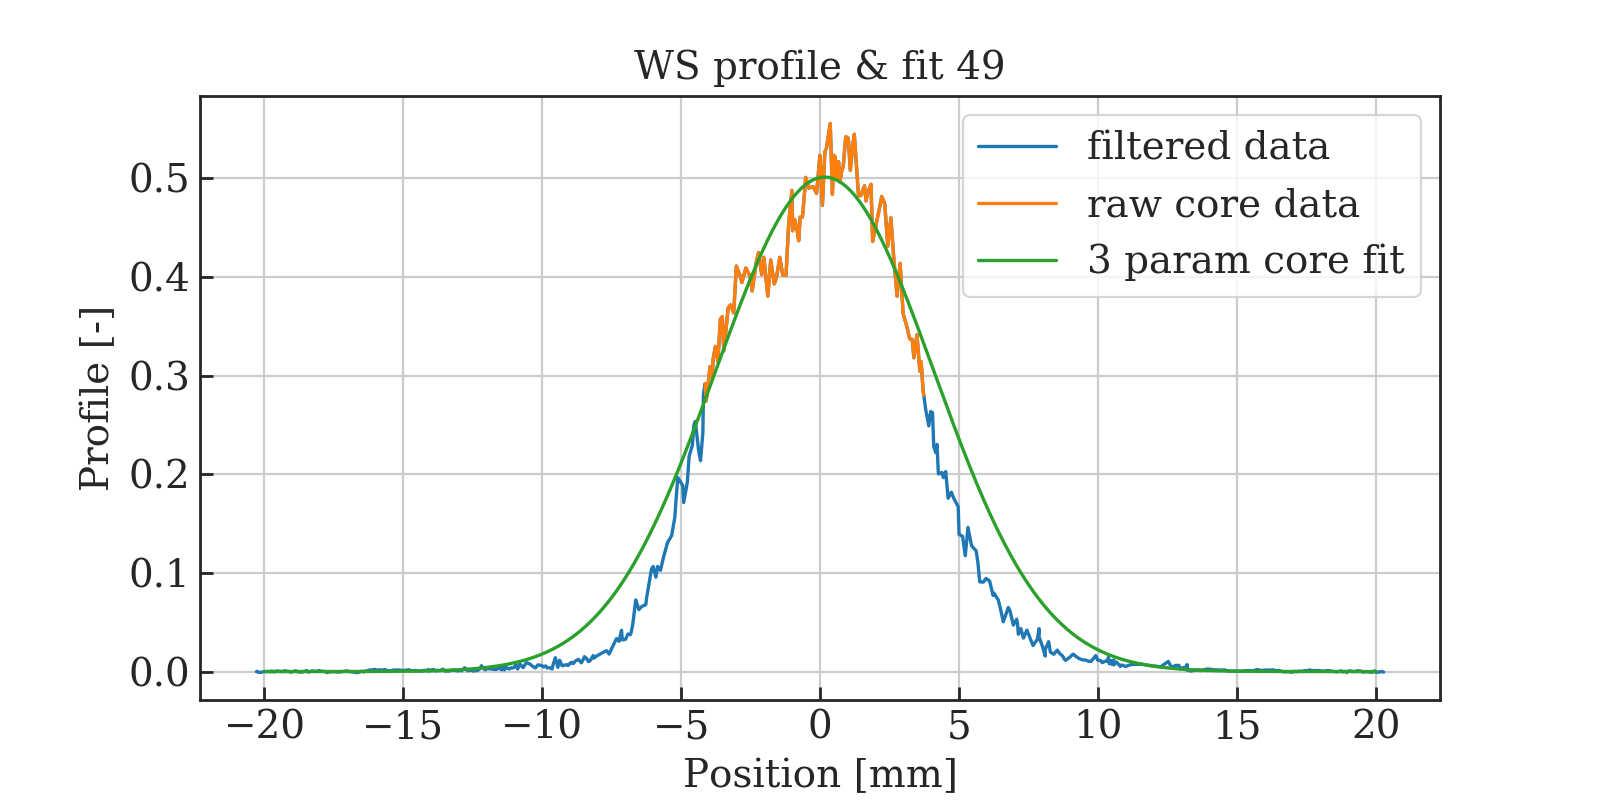 WS profile & fit 49
filtered data
raw core data
3 param core fit
Profile [-]
0.5
0.4
0.3
0.2
0.1
0.0
−20 −15 −10 −5 0 5 10 15 20
Position [mm]